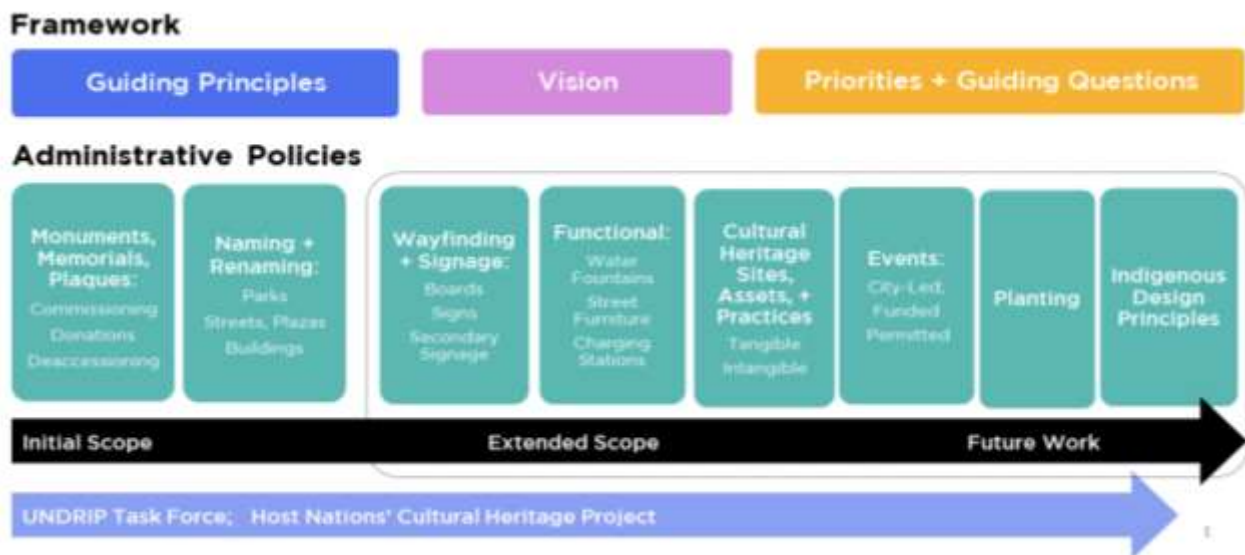 Framework
Guiding Principles
Vision
Priorities + Guiding Questions
Administrative Policies
Monuments,
Memorials,
Plaques:
Commissioning
Donations
Deaccessioning
Naming +
Renaming:
Parks
Streets, Plazas
Buildings
Wayfinding
+ Signage:
Boards
Signs
Secondary
Signage
Functional:
Water
Fountains
Street
Furniture
Charging
Stations
Cultural
Heritage
Sites,
Assets, +
Practices
Tangible
Intangible
Events:
City-Led,
Funded
Permitted
Planting
Indigenous
Design
Principles
Initial Scope
Extended Scope
Future Work
UNDRIP Task Force; Host Nations' Cultural Heritage Project